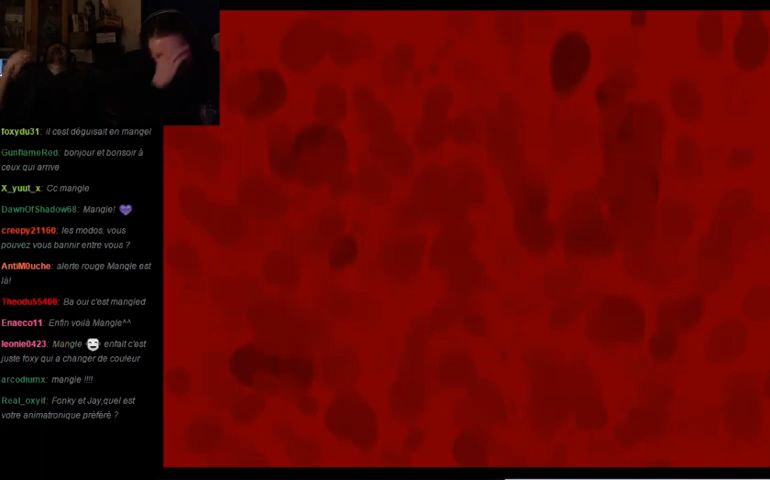 foxydu31: il cest déguisait en mangel
GunflameRed: bonjour et bonsoir à
ceux qui arrive
X_yuut_x: Cc mangle
DawnOfShadow68: Mangle!
creepy21160: les modos, vous
pouvez vous bannir entre vous ?
AntiM0uche: alerte rouge Mangle est
là!
Theodu55400: Ba oui c'est mangled
Enaeco11: Enfin voilà Mangle^^
leonie0423: Mangle enfait c'est
juste foxy qui a changer de couleur
arcodiumx: mangle !!!!
Real_oxyif: Fonky et Jay,quel est
votre animatronique préfèrè ?